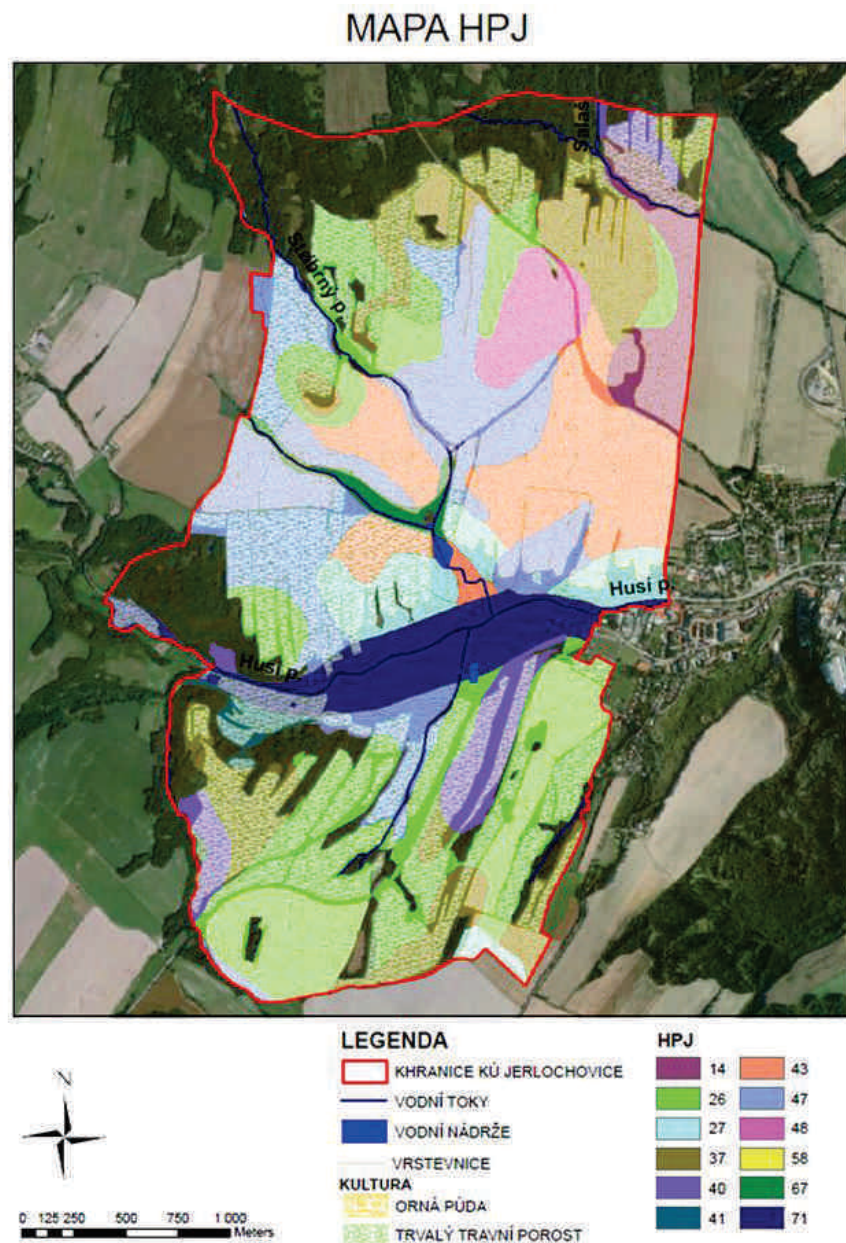 MAPA HPJ
Salaš
Stříbrný p.
Husí p.
Husí p.
LEGENDA
KHRANICE KÚ JERLOCHOVICE
VODNÍ TOKY
VODNÍ NÁDRŽE
VRSTEVNICE
KULTURA
ORNÁ PŮDA
TRVALÝ TRAVNÍ POROST
HPJ
14 43
26 47
27 48
37 58
40 67
41 71
N
0 125 250 500 750 1 000
Meters